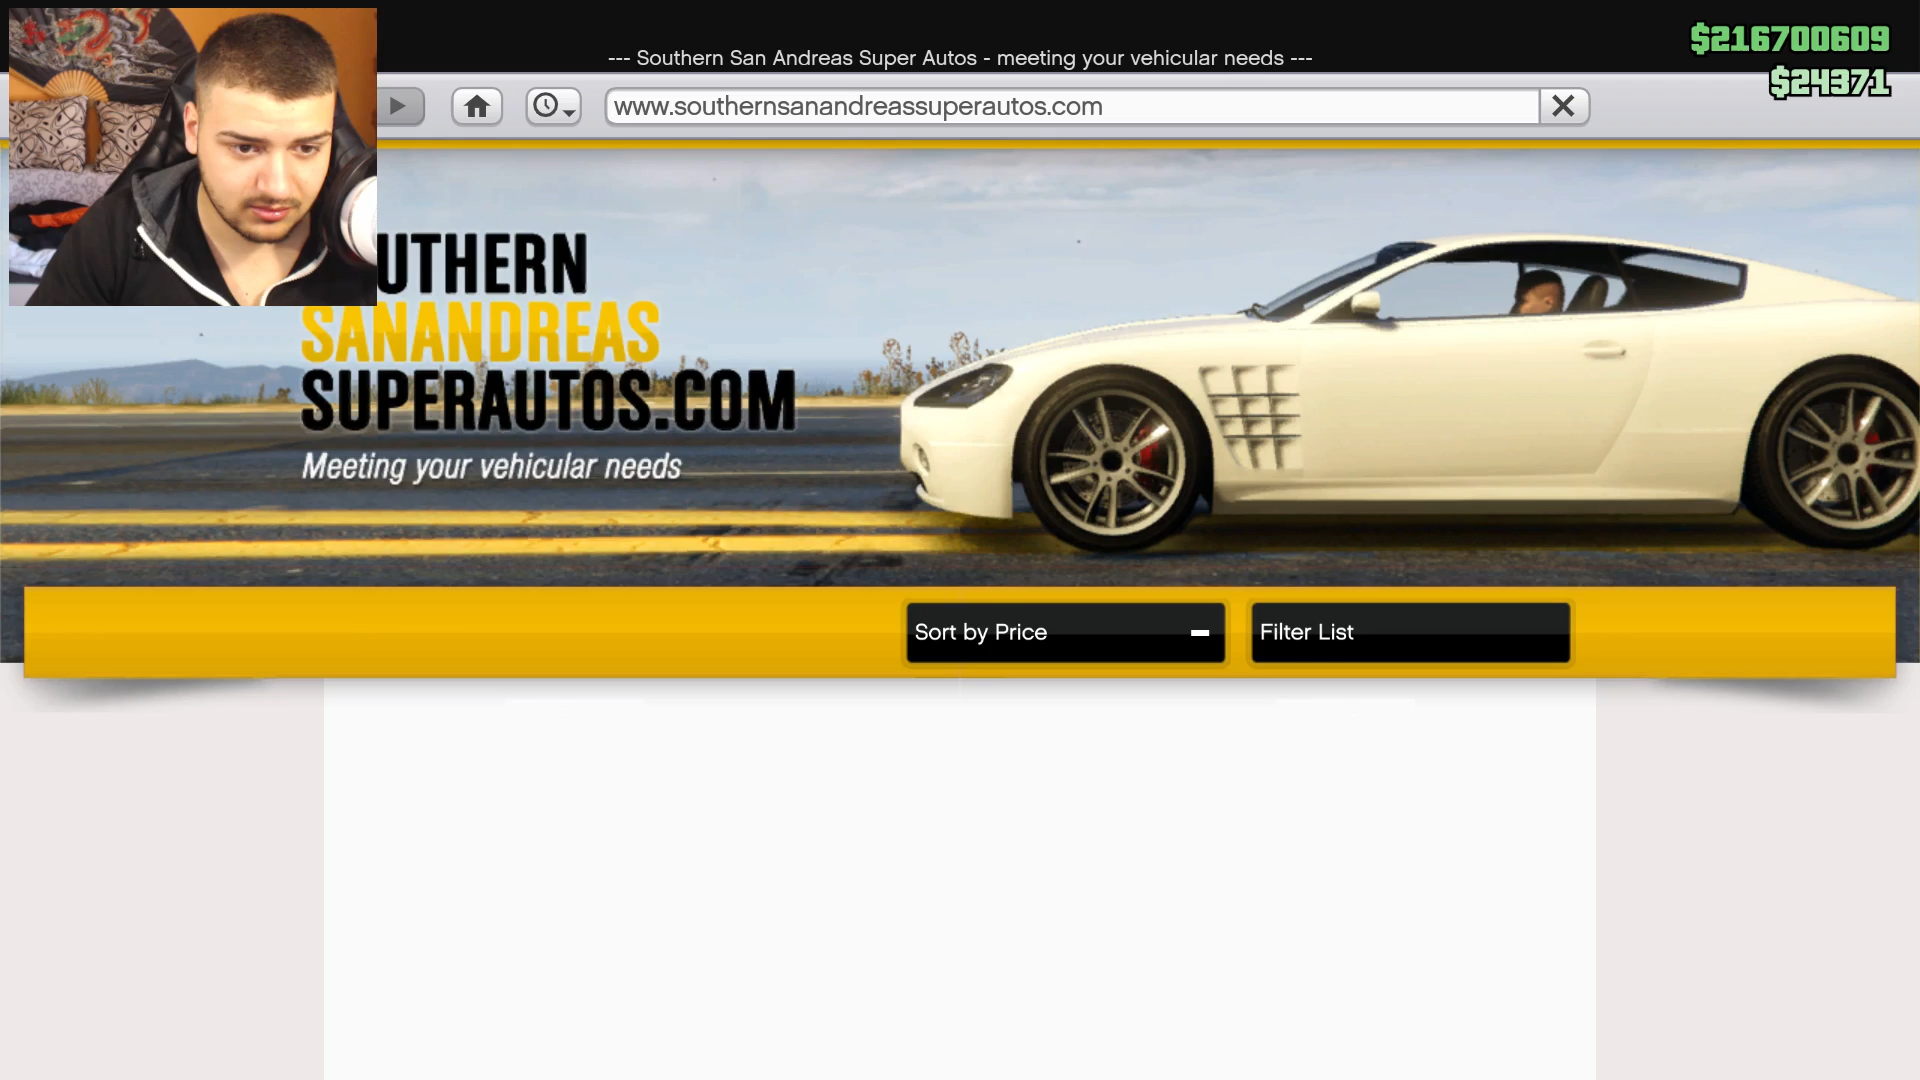 --- Southern San Andreas Super Autos - meeting your vehicular needs ---
$216700609
$24371
www.southernsanandreassuperautos.com
UTHERN
SANANDREAS
SUPERAUTOS.COM
Meeting your vehicular needs
Sort by Price
Filter List